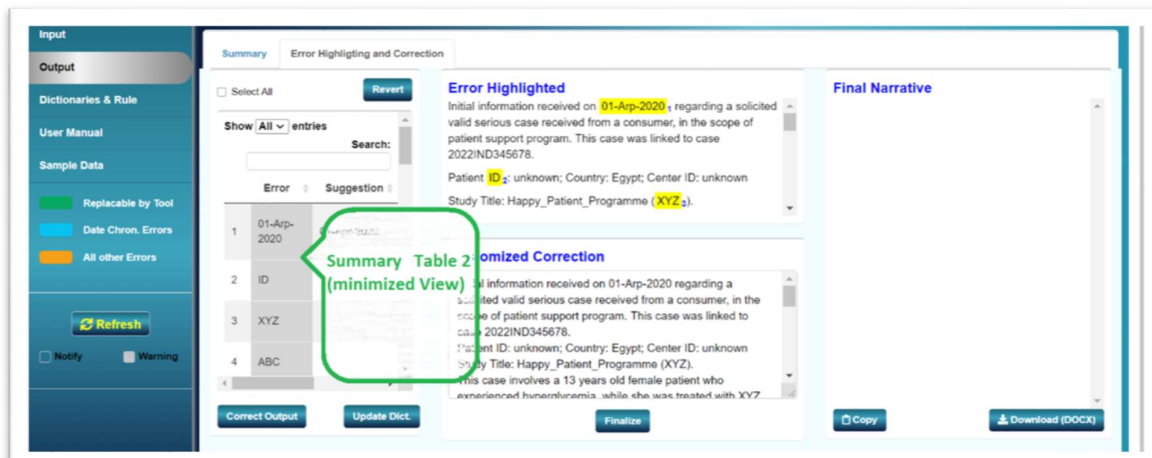 Input
Output
Dictionaries & Rule
User Manual
Sample Data
Replacable by Tool
Date Chron. Errors
All other Errors
Refresh
Notify
Warning
Summary
Error Highligting and Correction
Select All
Revert
Show All entries
Search:
Error
Suggestion
1
01-Arp-
2020
2
ID
3
XYZ
4
ABC
Summary Table 2
(minimized View)
Correct Output
Update Dict.
Error Highlighted
Initial information received on 01-Arp-2020 1 regarding a solicited
valid serious case received from a consumer, in the scope of
patient support program. This case was linked to case
2022IND345678.
Patient ID 2: unknown; Country: Egypt; Center ID: unknown
Study Title: Happy_Patient_Programme (XYZ 3).
omized Correction
information received on 01-Arp-2020 regarding a
valid serious case received from a consumer, in the
of patient support program. This case was linked to
2022IND345678.
Patient ID: unknown; Country: Egypt; Center ID: unknown
Study Title: Happy_Patient_Programme (XYZ).
This case involves a 13 years old female patient who
experienced hyperglycemia, while she was treated with XYZ
Finalize
Final Narrative
Copy
Download (DOCX)